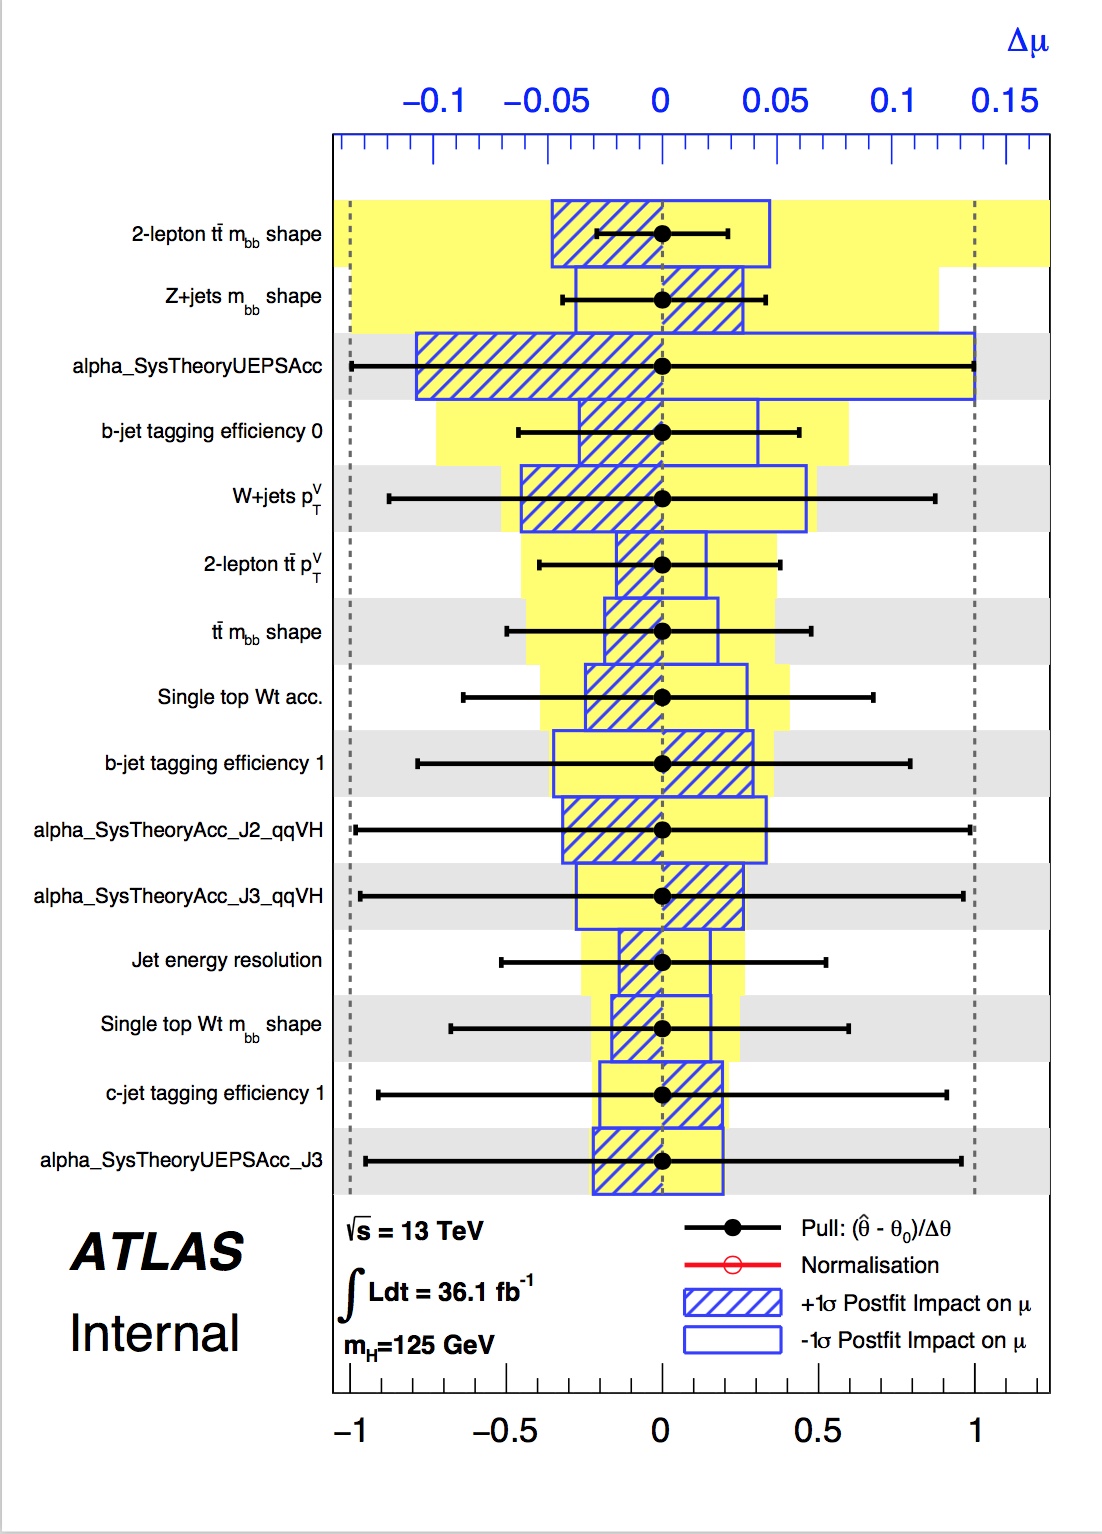 Δμ
−0.1 −0.05 0 0.05 0.1 0.15
2-lepton tt̄ m_bb shape
Z+jets m_bb shape
alpha_SysTheoryUEPSAcc
b-jet tagging efficiency 0
W+jets p_T^V
2-lepton tt̄ p_T^V
tt̄ m_bb shape
Single top Wt acc.
b-jet tagging efficiency 1
alpha_SysTheoryAcc_J2_qqVH
alpha_SysTheoryAcc_J3_qqVH
Jet energy resolution
Single top Wt m_bb shape
c-jet tagging efficiency 1
alpha_SysTheoryUEPSAcc_J3
ATLAS
Internal
√s = 13 TeV
∫ Ldt = 36.1 fb⁻¹
m_H=125 GeV
Pull: (θ̂ - θ₀)/Δθ
Normalisation
+1σ Postfit Impact on μ
-1σ Postfit Impact on μ
−1 −0.5 0 0.5 1